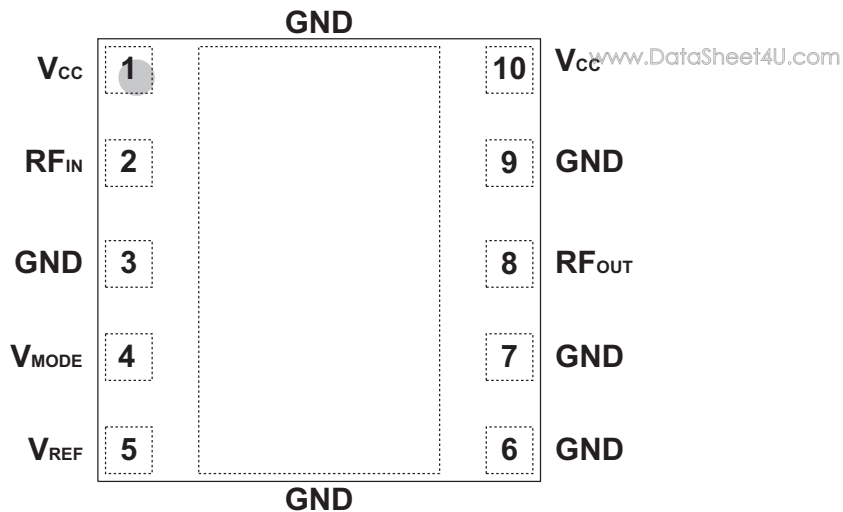 GND
VCC 1 10 VCC www.DataSheet4U.com
RFIN 2 9 GND
GND 3 8 RFOUT
VMODE 4 7 GND
VREF 5 6 GND
GND